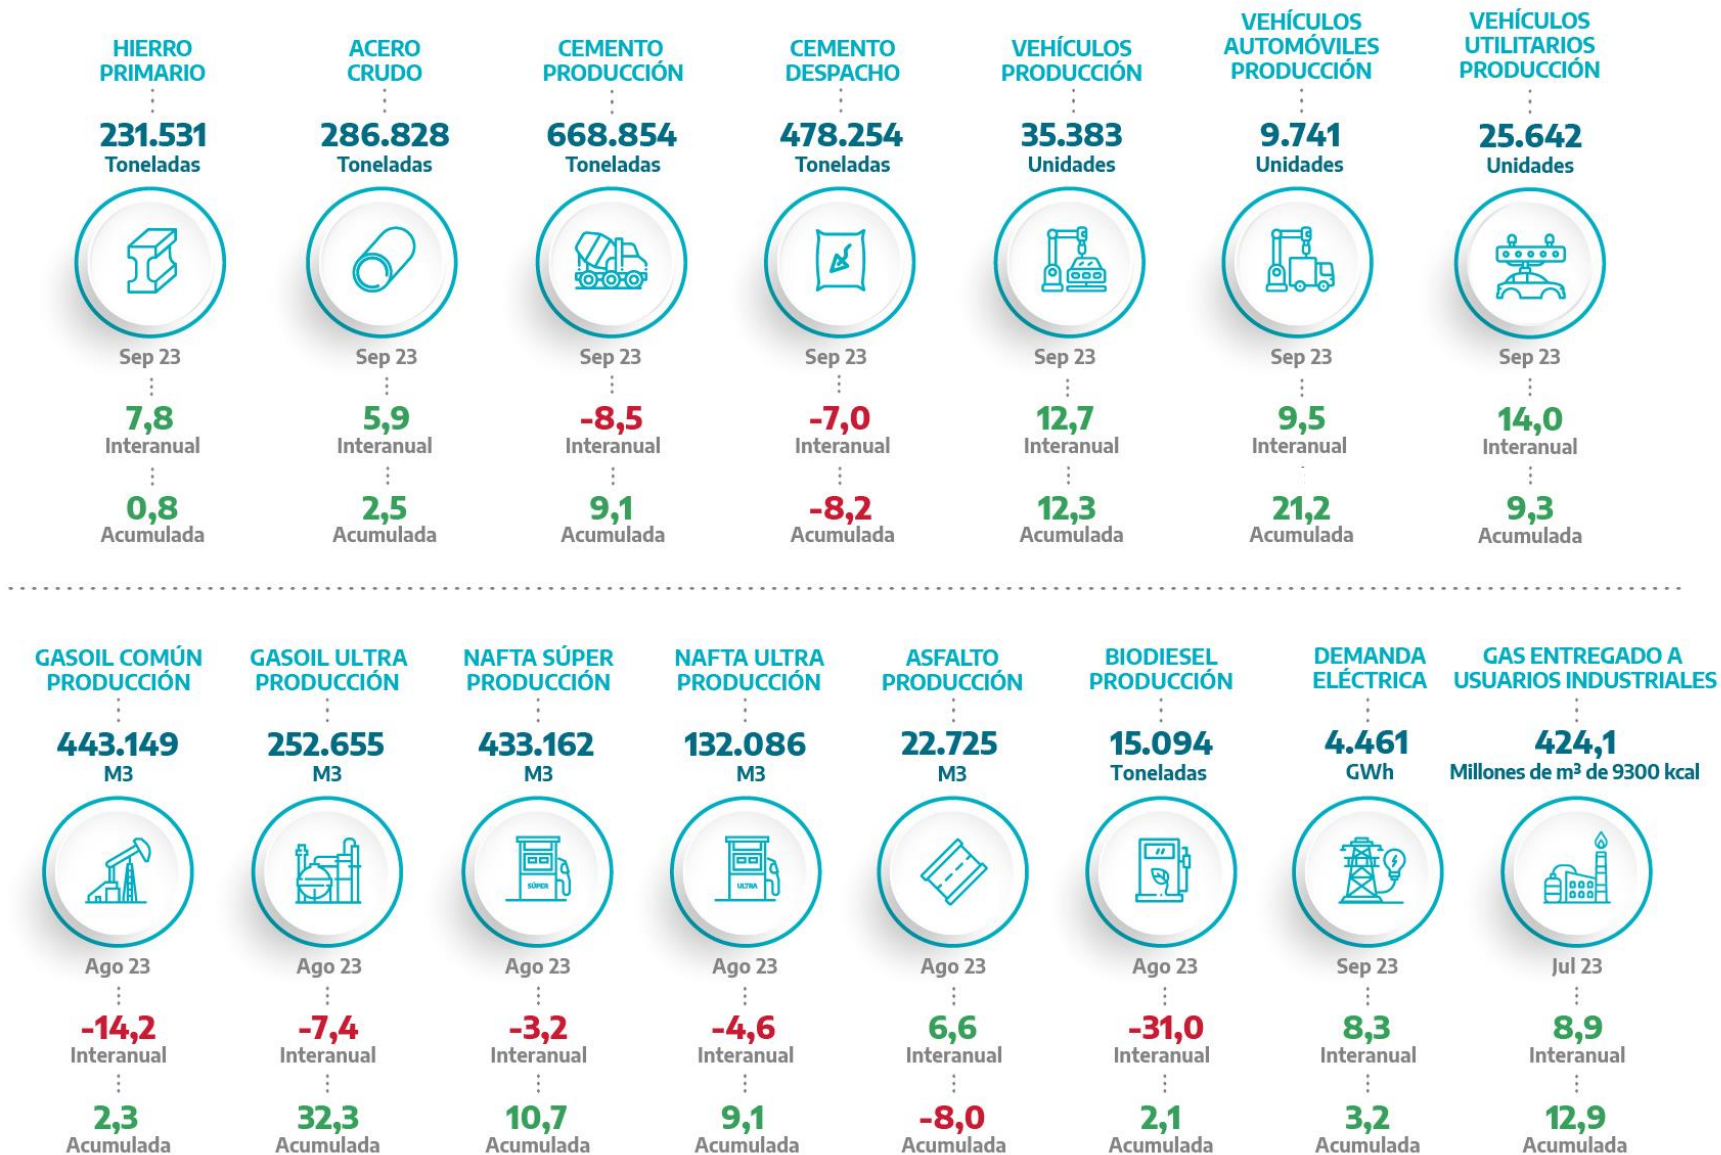 HIERRO
PRIMARIO
231.531
Toneladas
Sep 23
7,8
Interanual
0,8
Acumulada
ACERO
CRUDO
286.828
Toneladas
Sep 23
5,9
Interanual
2,5
Acumulada
CEMENTO
PRODUCCIÓN
668.854
Toneladas
Sep 23
-8,5
Interanual
9,1
Acumulada
CEMENTO
DESPACHO
478.254
Toneladas
Sep 23
-7,0
Interanual
-8,2
Acumulada
VEHÍCULOS
PRODUCCIÓN
35.383
Unidades
Sep 23
12,7
Interanual
12,3
Acumulada
VEHÍCULOS
AUTOMÓVILES
PRODUCCIÓN
9.741
Unidades
Sep 23
9,5
Interanual
21,2
Acumulada
VEHÍCULOS
UTILITARIOS
PRODUCCIÓN
25.642
Unidades
Sep 23
14,0
Interanual
9,3
Acumulada
GASOIL COMÚN
PRODUCCIÓN
443.149
M3
Ago 23
-14,2
Interanual
2,3
Acumulada
GASOIL ULTRA
PRODUCCIÓN
252.655
M3
Ago 23
-7,4
Interanual
32,3
Acumulada
NAFTA SÚPER
PRODUCCIÓN
433.162
M3
SÚPER
Ago 23
-3,2
Interanual
10,7
Acumulada
NAFTA ULTRA
PRODUCCIÓN
132.086
M3
ULTRA
Ago 23
-4,6
Interanual
9,1
Acumulada
ASFALTO
PRODUCCIÓN
22.725
M3
Ago 23
6,6
Interanual
-8,0
Acumulada
BIODIESEL
PRODUCCIÓN
15.094
Toneladas
Ago 23
-31,0
Interanual
2,1
Acumulada
DEMANDA
ELÉCTRICA
4.461
GWh
Sep 23
8,3
Interanual
3,2
Acumulada
GAS ENTREGADO A
USUARIOS INDUSTRIALES
424,1
Millones de m³ de 9300 kcal
Jul 23
8,9
Interanual
12,9
Acumulada